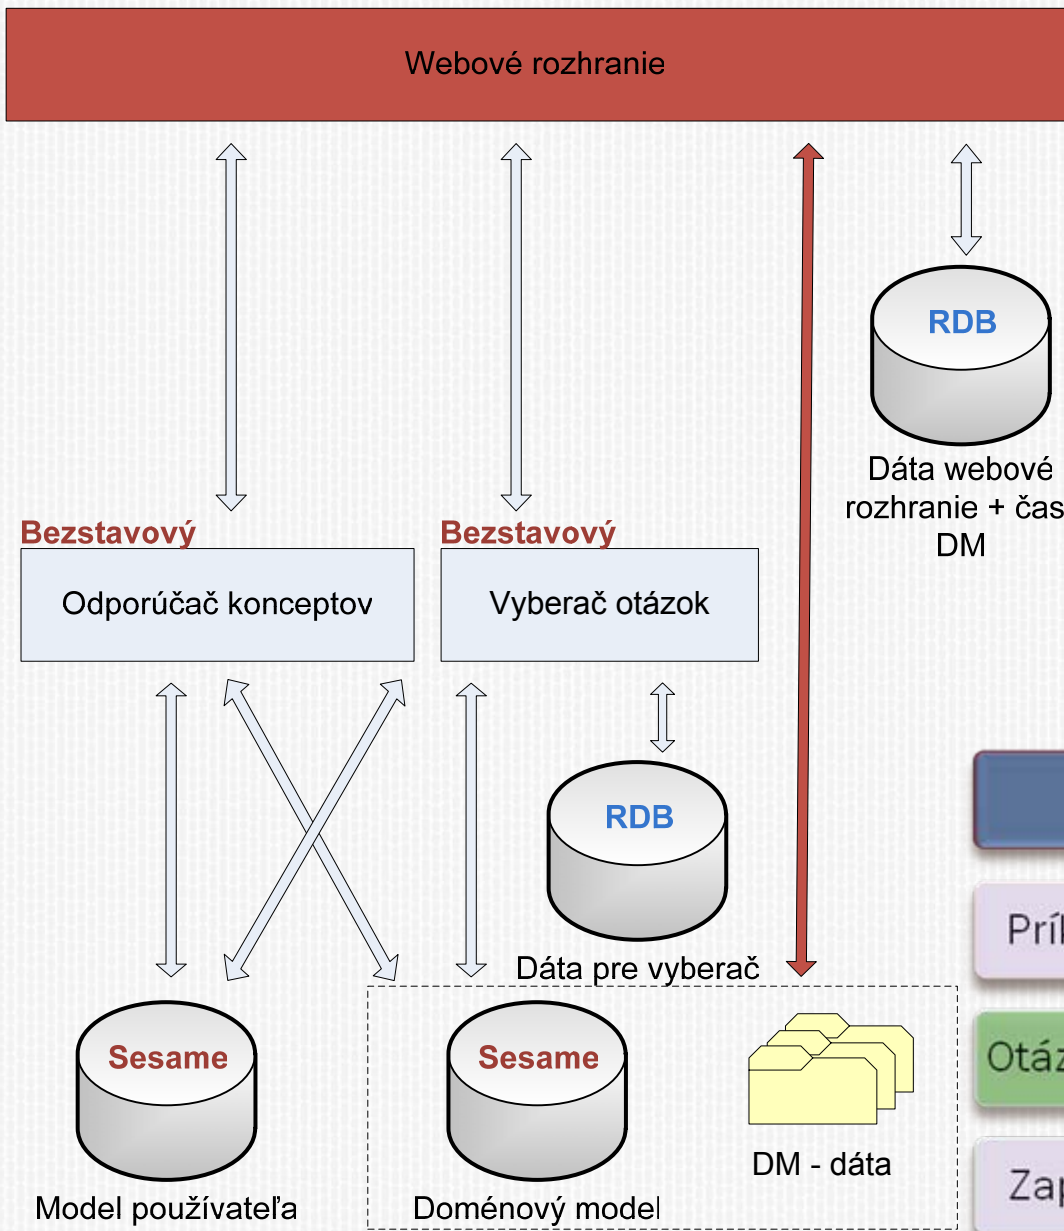 Webové rozhranie
RDB
Dáta webové
rozhranie + čas
DM
Bezstavový
Bezstavový
Odporúčač konceptov
Vyberač otázok
RDB
Dáta pre vyberač
Sesame
Sesame
DM - dáta
Model používateľa
Doménový model